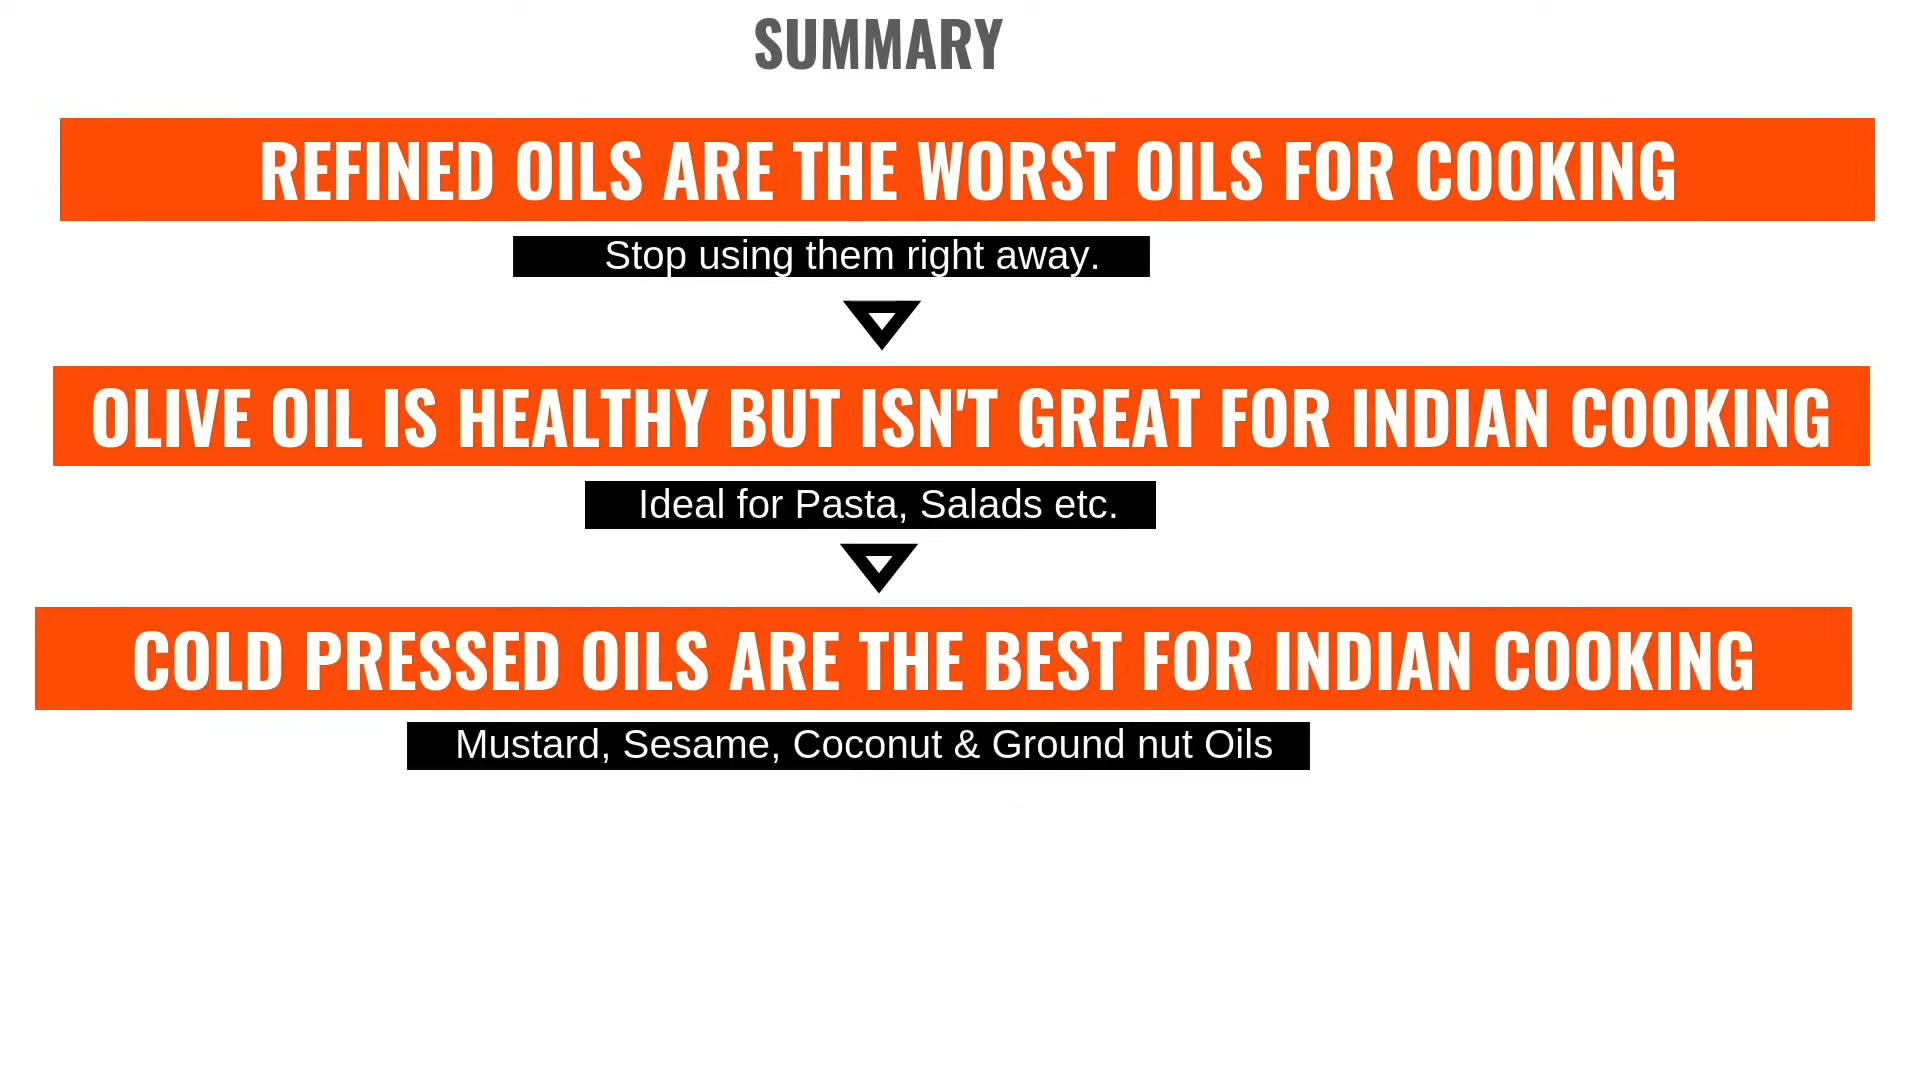 SUMMARY
REFINED OILS ARE THE WORST OILS FOR COOKING
Stop using them right away.
OLIVE OIL IS HEALTHY BUT ISN'T GREAT FOR INDIAN COOKING
Ideal for Pasta, Salads etc.
COLD PRESSED OILS ARE THE BEST FOR INDIAN COOKING
Mustard, Sesame, Coconut & Ground nut Oils